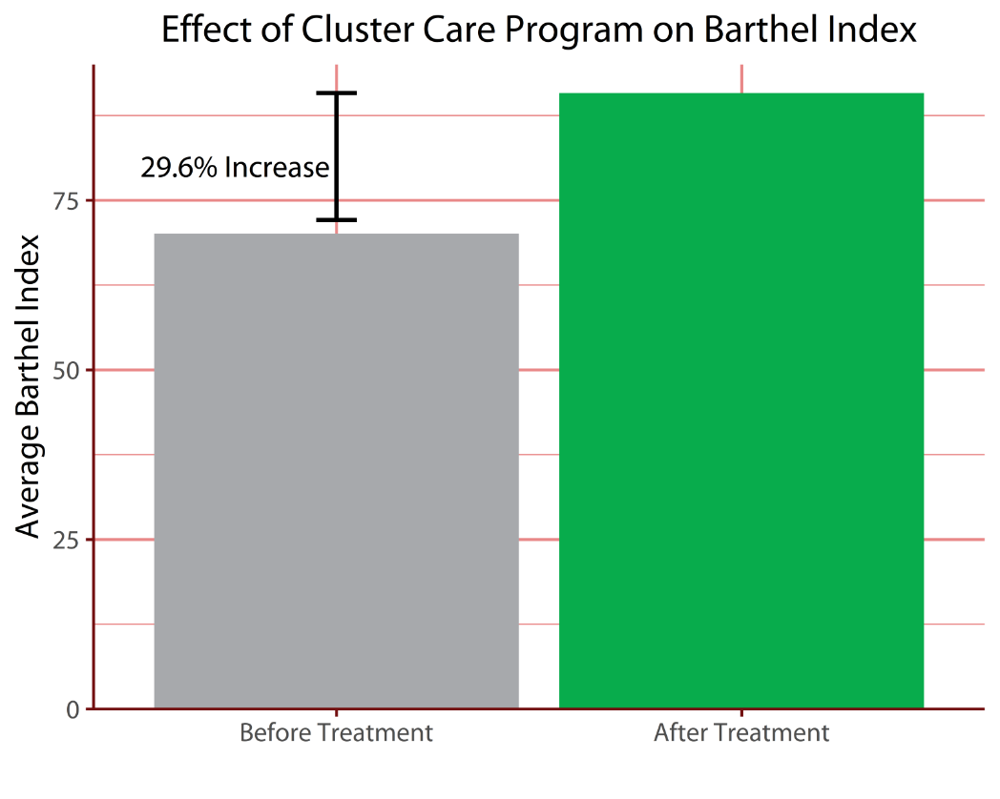 Effect of Cluster Care Program on Barthel Index
29.6% Increase
75
50
25
0
Average Barthel Index
Before Treatment
After Treatment